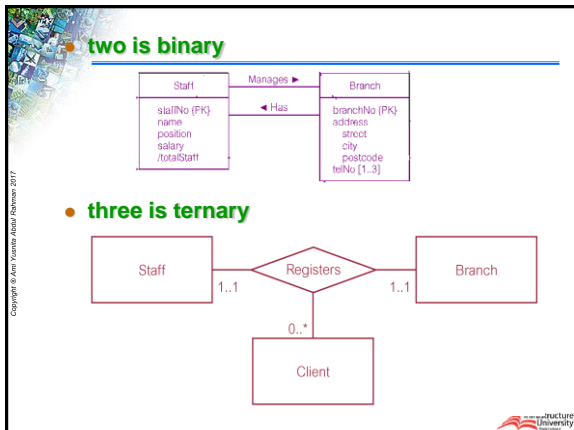 two is binary
Staff
Manages ►
Branch
◄ Has
staffNo {PK}
name
position
salary
/totalStaff
branchNo {PK}
address
street
city
postcode
telNo [1..3]
three is ternary
Staff
Registers
Branch
1..1
1..1
0..*
Client
Copyright © Ami Yusnita Abdul Rahman 2017
ructure
University